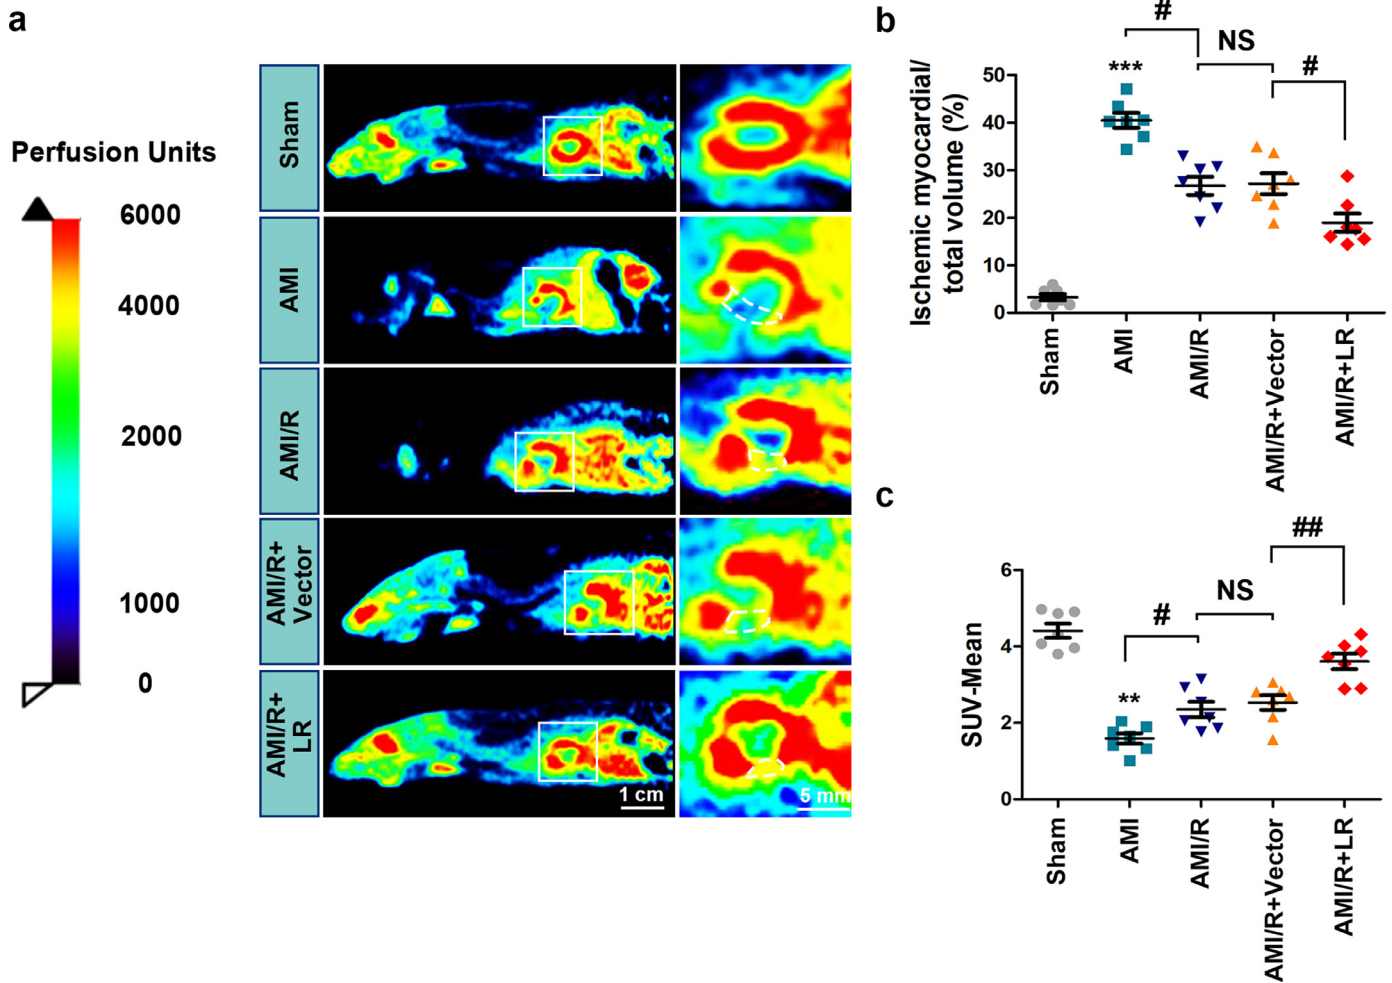 a
Perfusion Units
6000
4000
2000
1000
0
Sham
AMI
AMI/R
AMI/R+
Vector
AMI/R+
LR
1 cm
5 mm
b
Ischemic myocardial/
total volume (%)
50
40
30
20
10
0
***
#
NS
#
Sham
AMI
AMI/R
AMI/R+Vector
AMI/R+LR
c
SUV-Mean
6
4
2
0
**
#
NS
##
Sham
AMI
AMI/R
AMI/R+Vector
AMI/R+LR